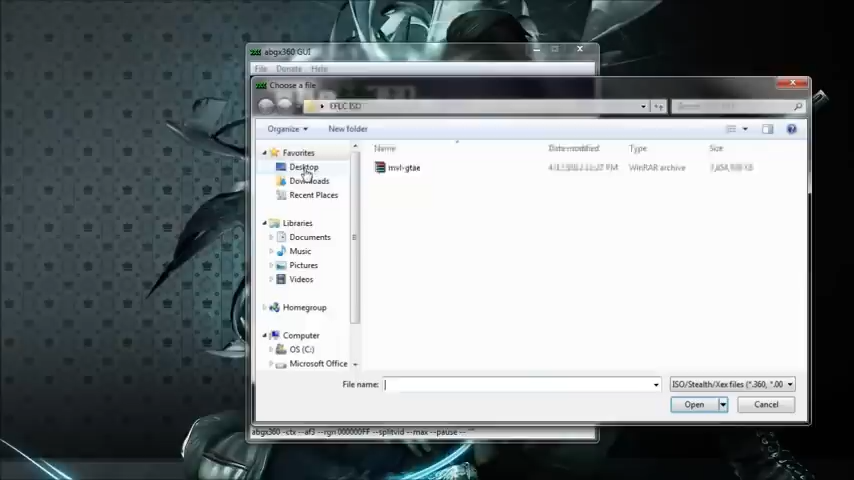 abgx360 GUI
File Donate Help
Choose a file
EFLC ISO
Organize New folder
Name Date modified Type Size
Favorites
Desktop
Downloads
Recent Places
Libraries
Documents
Music
Pictures
Videos
Homegroup
Computer
OS (C:)
Microsoft Office
mvl-gtae WinRAR archive
File name: ISO/Stealth/Xex files (*.360, *.00
Open Cancel
abgx360 -ctx --af3 --rgn 000000FF --splitvid --max --pause -- ""